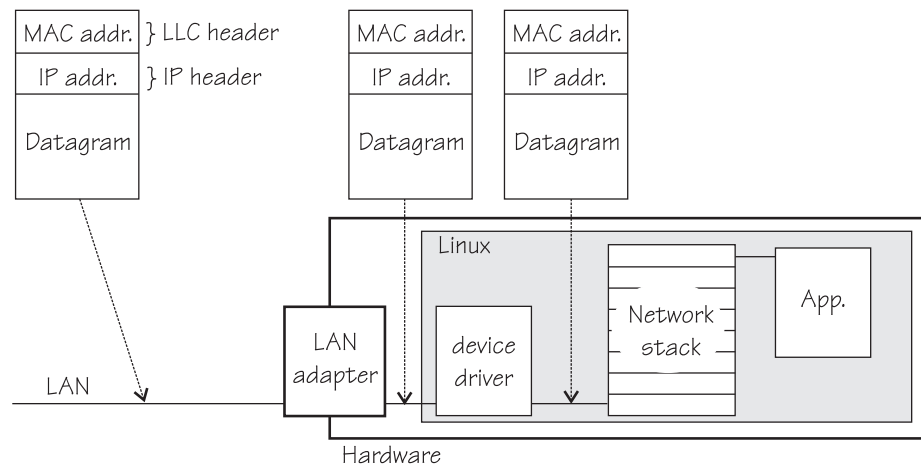 MAC addr. } LLC header
IP addr. } IP header
Datagram
MAC addr.
IP addr.
Datagram
MAC addr.
IP addr.
Datagram
Linux
LAN
adapter
device
driver
Network
stack
App.
LAN
Hardware